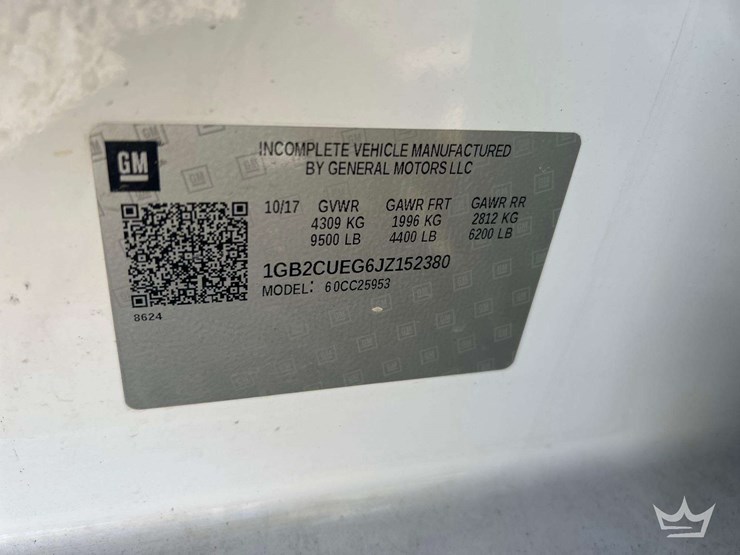 GM
INCOMPLETE VEHICLE MANUFACTURED
BY GENERAL MOTORS LLC
10/17 GVWR GAWR FRT GAWR RR
4309 KG 1996 KG 2812 KG
9500 LB 4400 LB 6200 LB
1GB2CUEG6JZ152380
MODEL: 60CC25953
8624